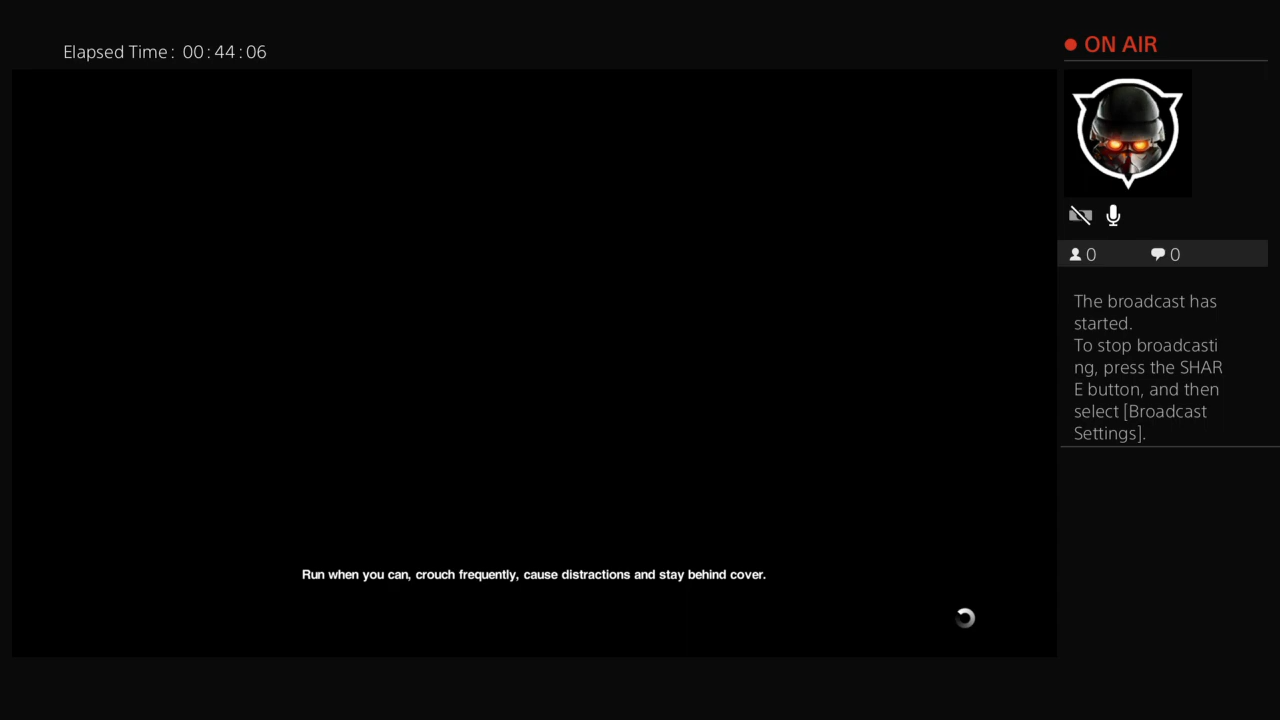 Elapsed Time: 00:44:06
ON AIR
0 0
The broadcast has
started.
To stop broadcasti
ng, press the SHAR
E button, and then
select [Broadcast
Settings].
Run when you can, crouch frequently, cause distractions and stay behind cover.